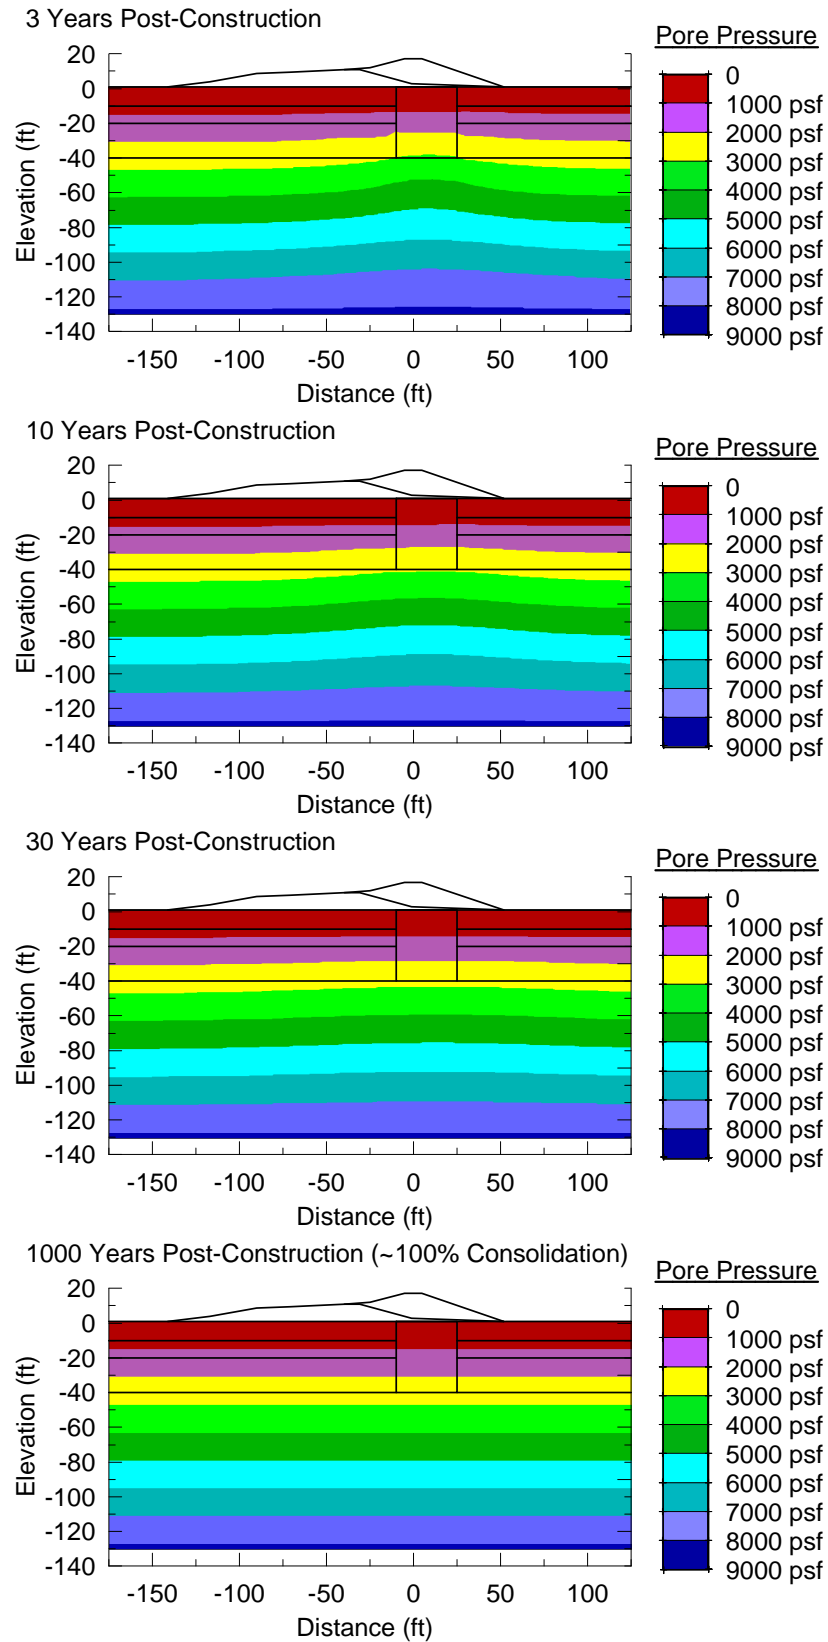 3 Years Post-Construction
Pore Pressure
20
0
-20
-40
-60
-80
-100
-120
-140
Elevation (ft)
-150 -100 -50 0 50 100
Distance (ft)
0
1000 psf
2000 psf
3000 psf
4000 psf
5000 psf
6000 psf
7000 psf
8000 psf
9000 psf
10 Years Post-Construction
Pore Pressure
20
0
-20
-40
-60
-80
-100
-120
-140
Elevation (ft)
-150 -100 -50 0 50 100
Distance (ft)
0
1000 psf
2000 psf
3000 psf
4000 psf
5000 psf
6000 psf
7000 psf
8000 psf
9000 psf
30 Years Post-Construction
Pore Pressure
20
0
-20
-40
-60
-80
-100
-120
-140
Elevation (ft)
-150 -100 -50 0 50 100
Distance (ft)
0
1000 psf
2000 psf
3000 psf
4000 psf
5000 psf
6000 psf
7000 psf
8000 psf
9000 psf
1000 Years Post-Construction (~100% Consolidation)
Pore Pressure
20
0
-20
-40
-60
-80
-100
-120
-140
Elevation (ft)
-150 -100 -50 0 50 100
Distance (ft)
0
1000 psf
2000 psf
3000 psf
4000 psf
5000 psf
6000 psf
7000 psf
8000 psf
9000 psf